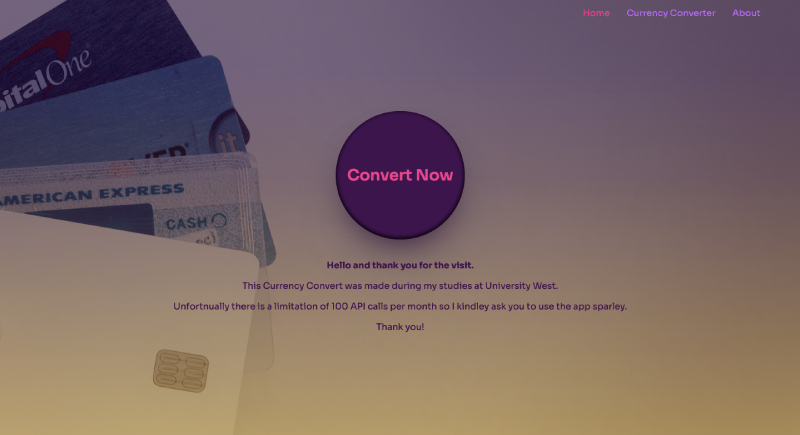 Home Currency Converter About
pitalOne
it
VER
AMERICAN EXPRESS
CASH
Convert Now
Hello and thank you for the visit.
This Currency Convert was made during my studies at University West.
Unfortnually there is a limitation of 100 API calls per month so I kindley ask you to use the app sparley.
Thank you!